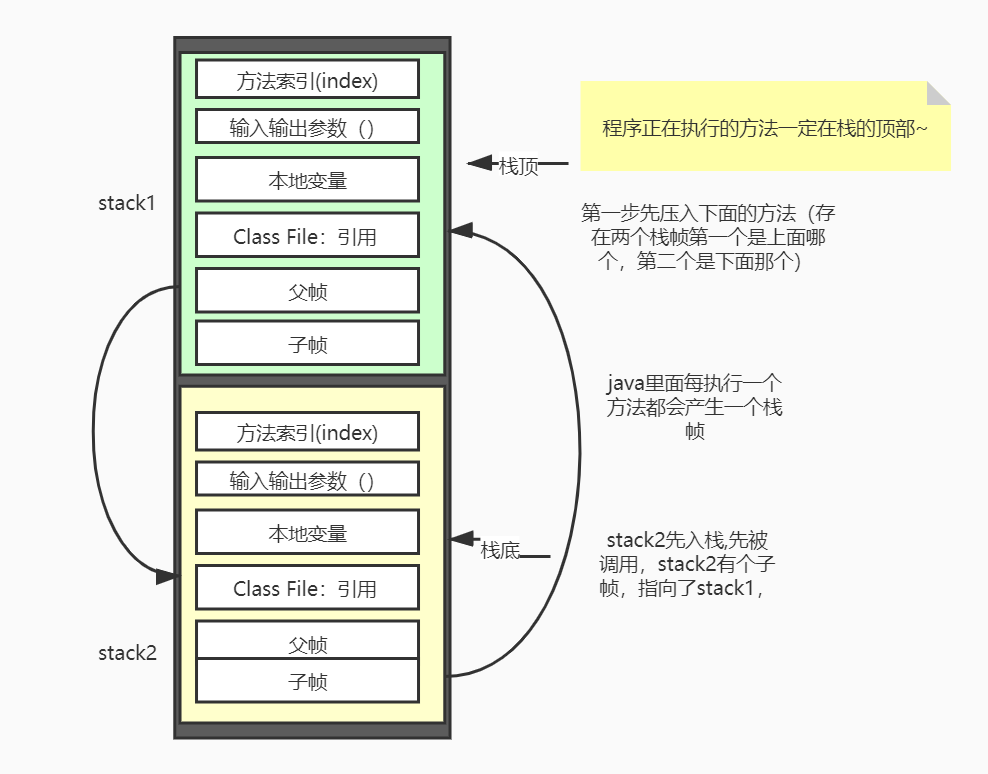 方法索引(index)
输入输出参数（）
本地变量
Class File：引用
父帧
子帧
stack1
方法索引(index)
输入输出参数（）
本地变量
Class File：引用
父帧
子帧
stack2
栈顶
栈底
程序正在执行的方法一定在栈的顶部~
第一步先压入下面的方法（存
在两个栈帧第一个是上面哪
个，第二个是下面那个）
java里面每执行一个
方法都会产生一个栈
帧
stack2先入栈,先被
调用，stack2有个子
帧，指向了stack1，